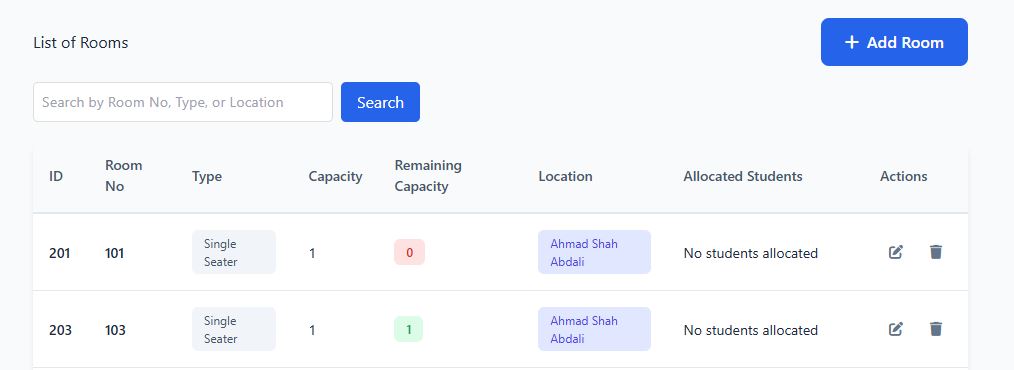 List of Rooms
+ Add Room
Search by Room No, Type, or Location
Search
ID Room No Type Capacity Remaining Capacity Location Allocated Students Actions
201 101 Single Seater 1 0 Ahmad Shah Abdali No students allocated
203 103 Single Seater 1 1 Ahmad Shah Abdali No students allocated